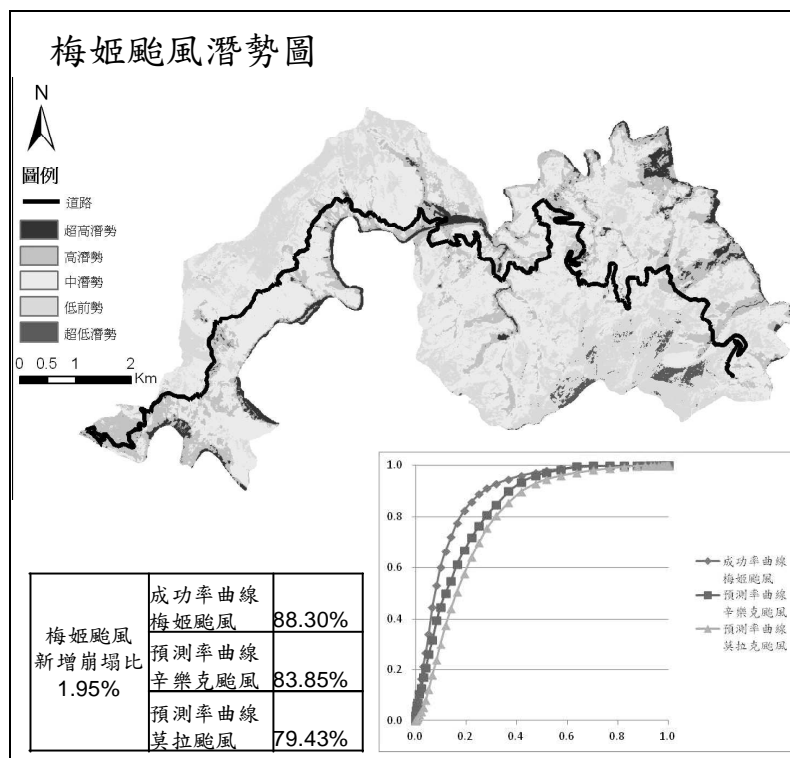 梅姬颱風潛勢圖
N
圖例
道路
超高潛勢
高潛勢
中潛勢
低前勢
超低潛勢
0 0.5 1 2
Km
梅姬颱風
新增崩塌比
1.95%
成功率曲線
梅姬颱風
88.30%
預測率曲線
辛樂克颱風
83.85%
預測率曲線
莫拉颱風
79.43%
1.0
0.8
0.6
0.4
0.2
0.0
0.0 0.2 0.4 0.6 0.8 1.0
成功率曲線
梅姬颱風
預測率曲線
辛樂克颱風
預測率曲線
莫拉克颱風